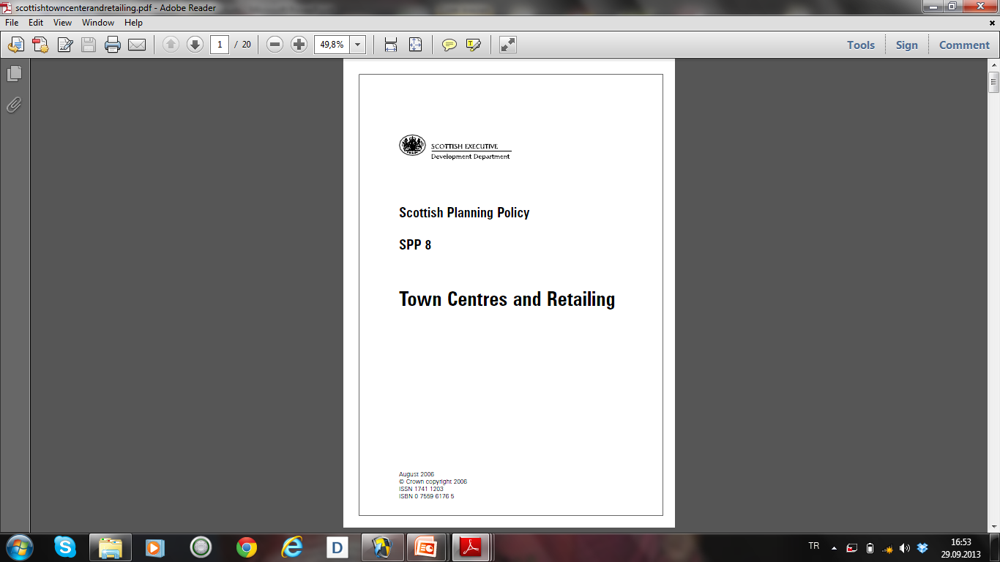 scottishtowncenterandretailing.pdf - Adobe Reader
File Edit View Window Help
1 / 20 49,8% Tools Sign Comment
SCOTTISH EXECUTIVE
Development Department
Scottish Planning Policy
SPP 8
Town Centres and Retailing
August 2006
© Crown copyright 2006
ISSN 1741 1203
ISBN 0 7559 6176 5
D
TR 16:53
29.09.2013